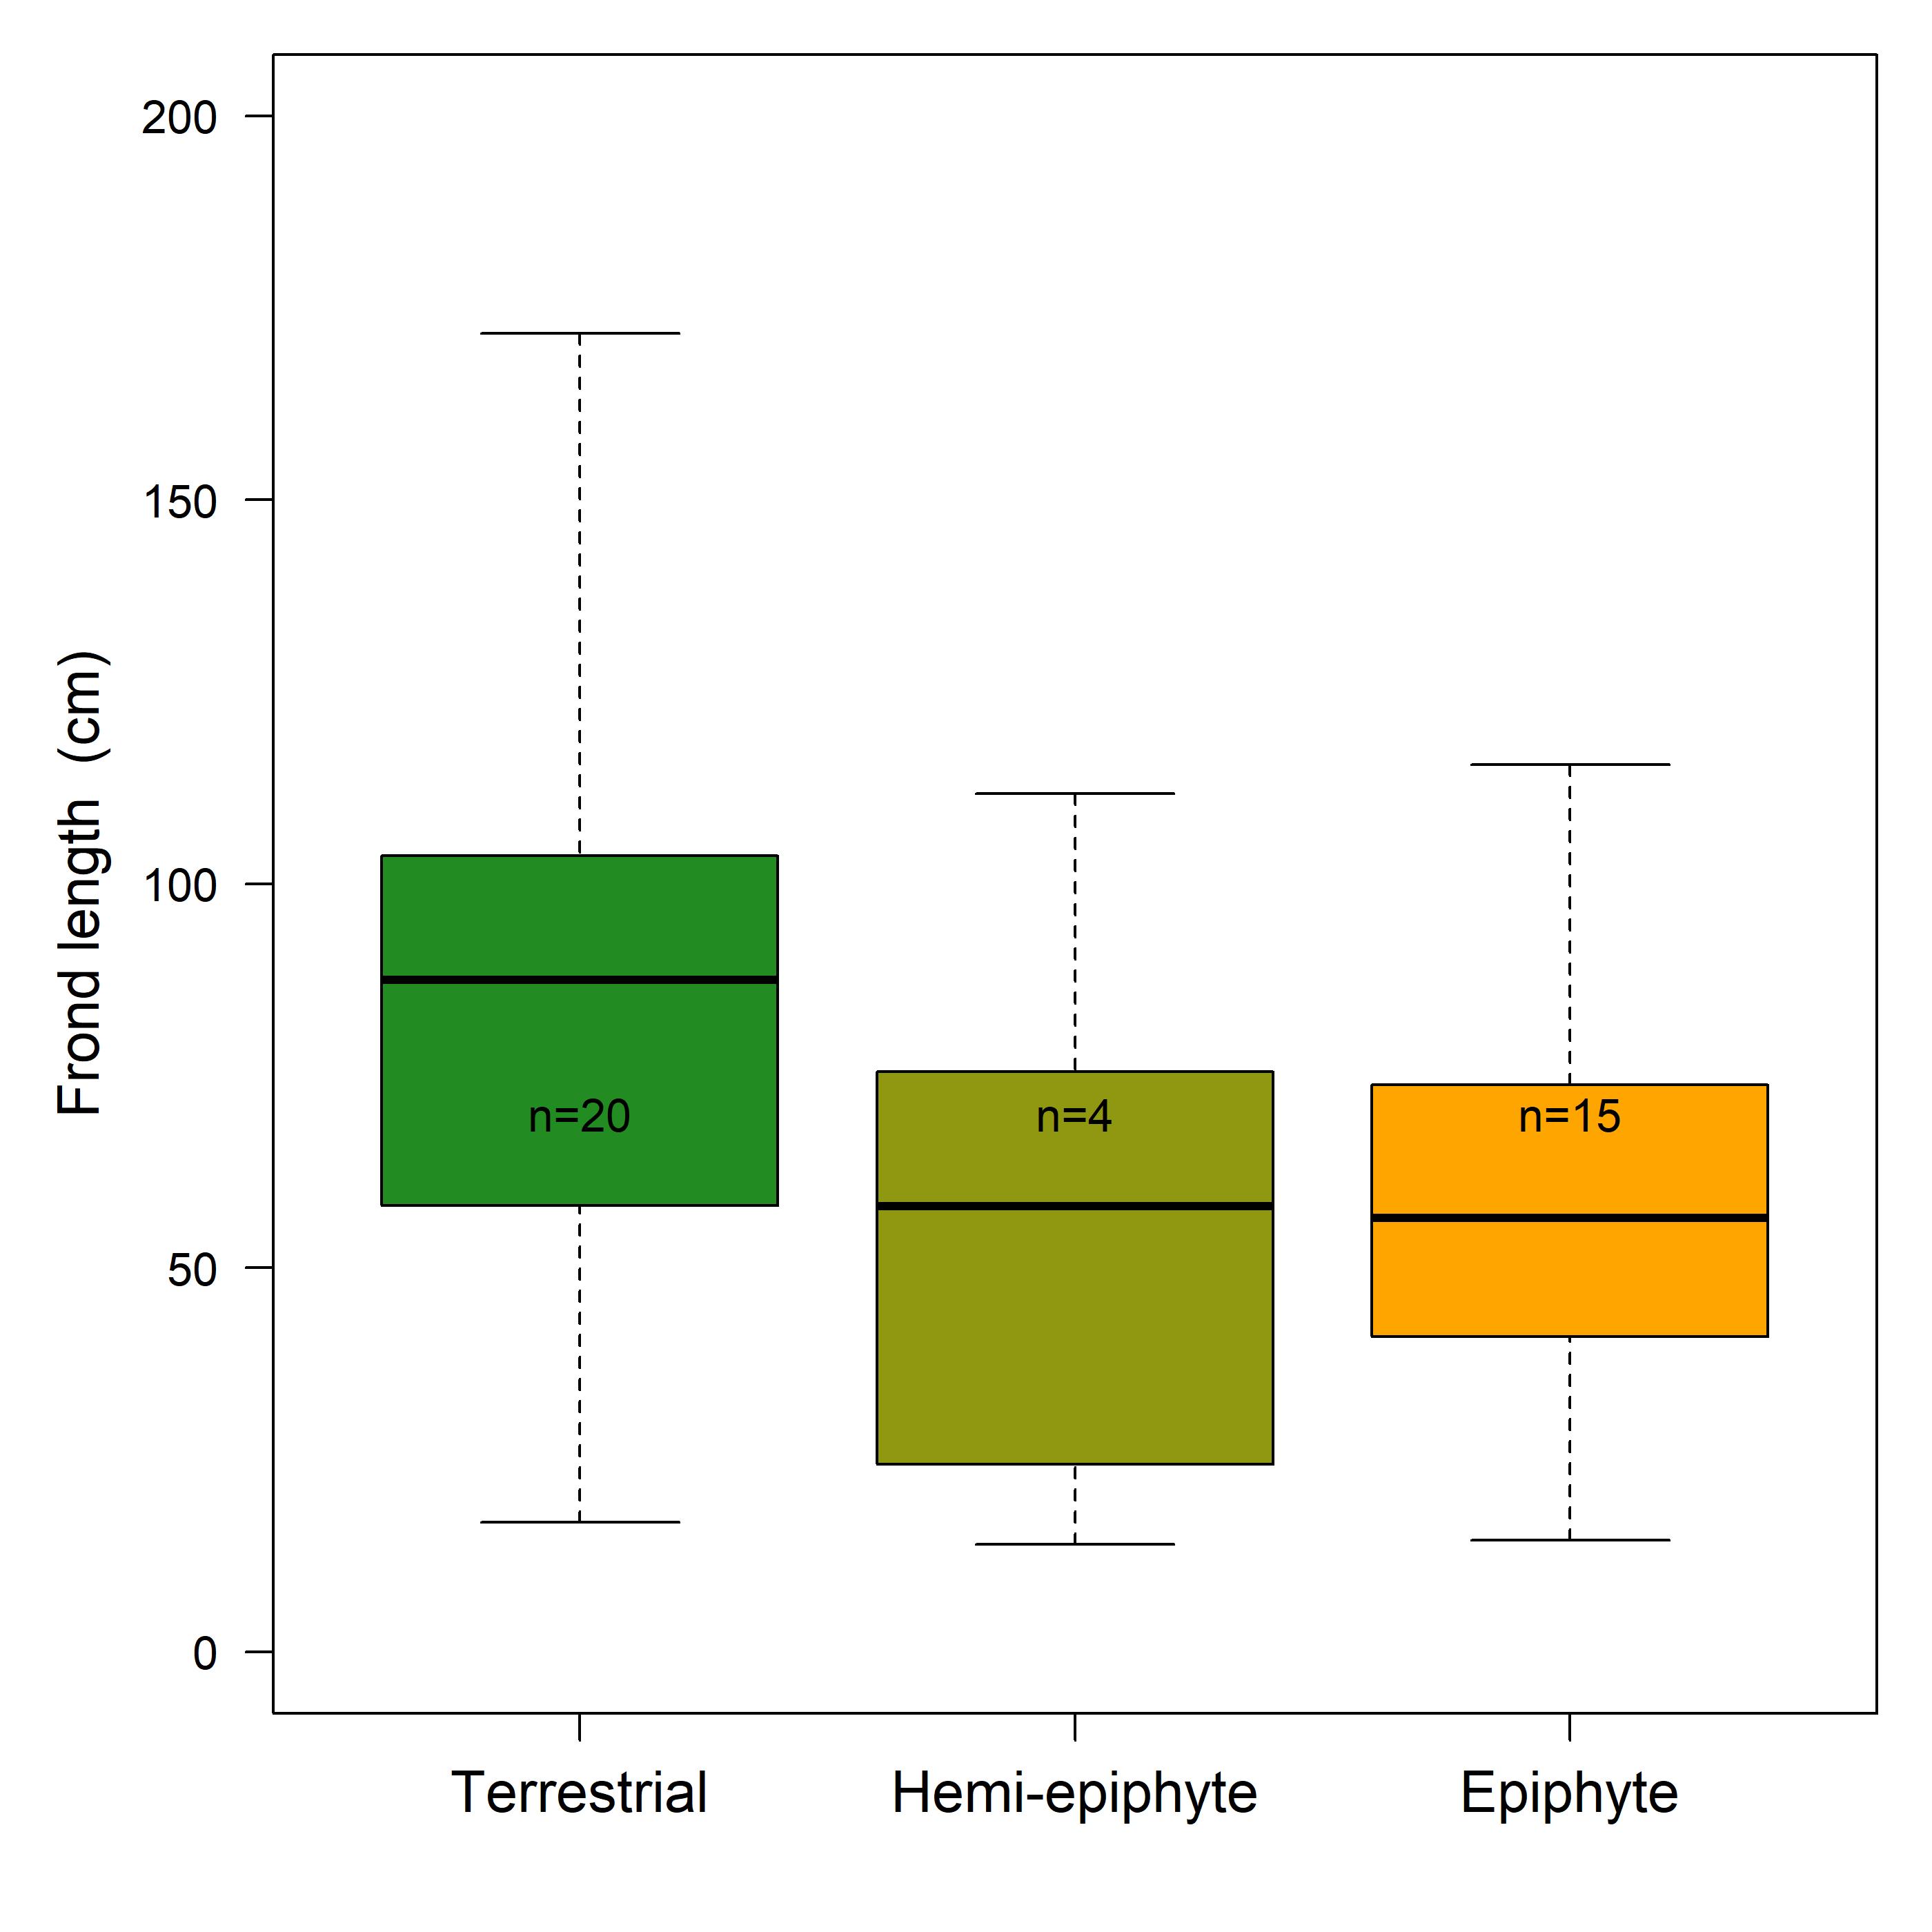 Frond length  (cm)
200
150
100
50
0
n=20
n=4
n=15
Terrestrial
Hemi-epiphyte
Epiphyte